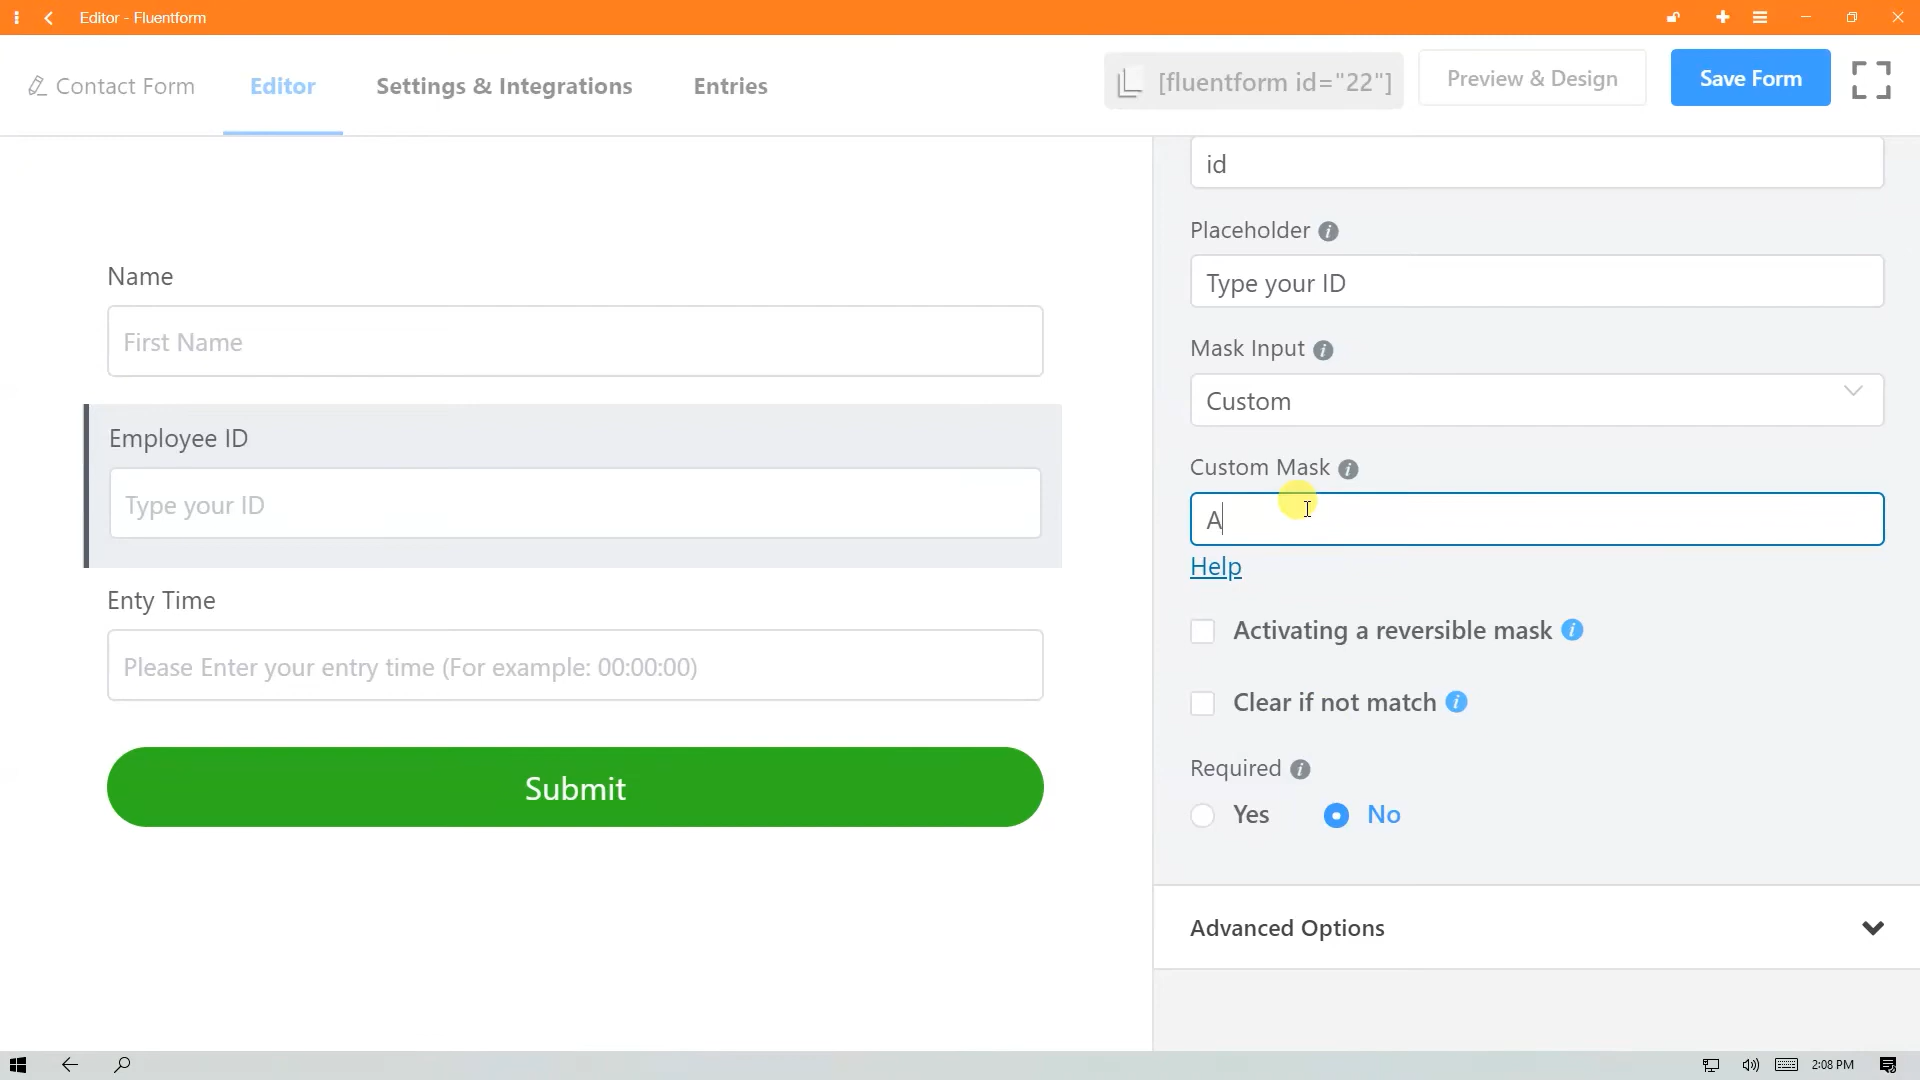 Editor - Fluentform
Contact Form
Editor
Settings & Integrations
Entries
[fluentform id="22"]
Preview & Design
Save Form
Name
First Name
Employee ID
Type your ID
Enty Time
Please Enter your entry time (For example: 00:00:00)
Submit
id
Placeholder
Type your ID
Mask Input
Custom
Custom Mask
A
Help
Activating a reversible mask
Clear if not match
Required
Yes
No
Advanced Options
2:08 PM